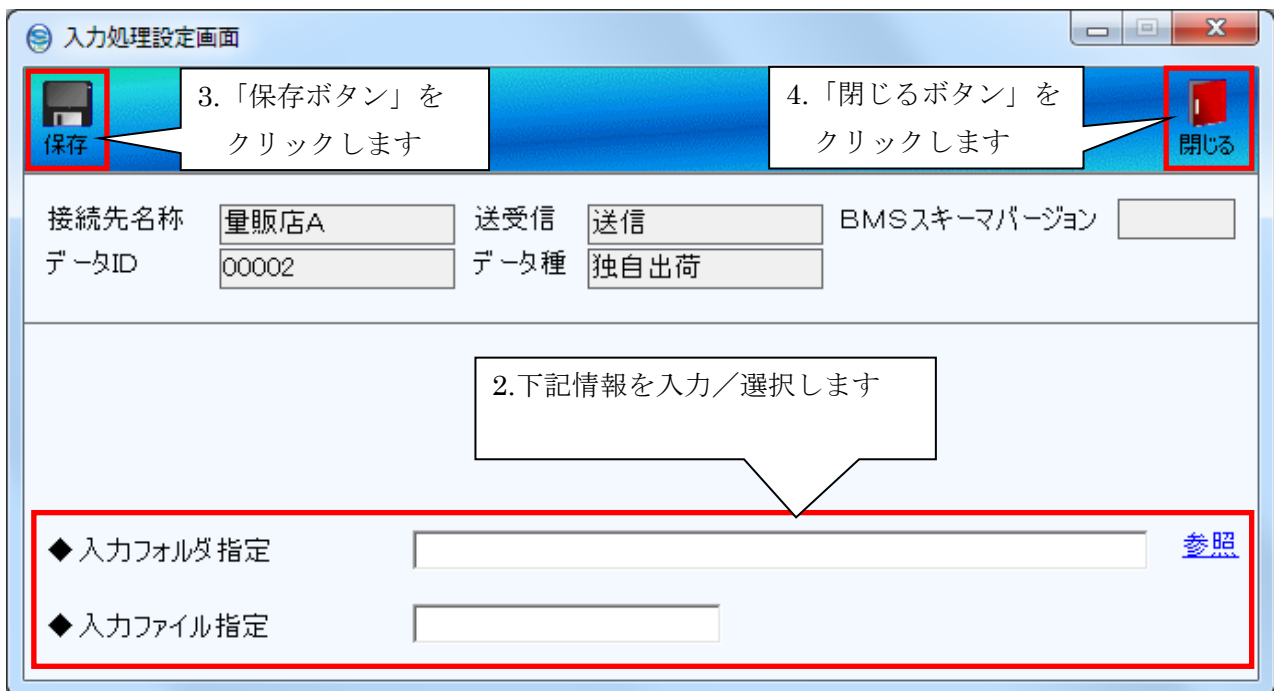 入力処理設定画面
保存
3.「保存ボタン」を
クリックします
4.「閉じるボタン」を
クリックします
閉じる
接続先名称 量販店A 送受信 送信 BMSスキーマバージョン
データID 00002 データ種 独自出荷
2.下記情報を入力／選択します
◆入力フォルダ指定 参照
◆入力ファイル指定